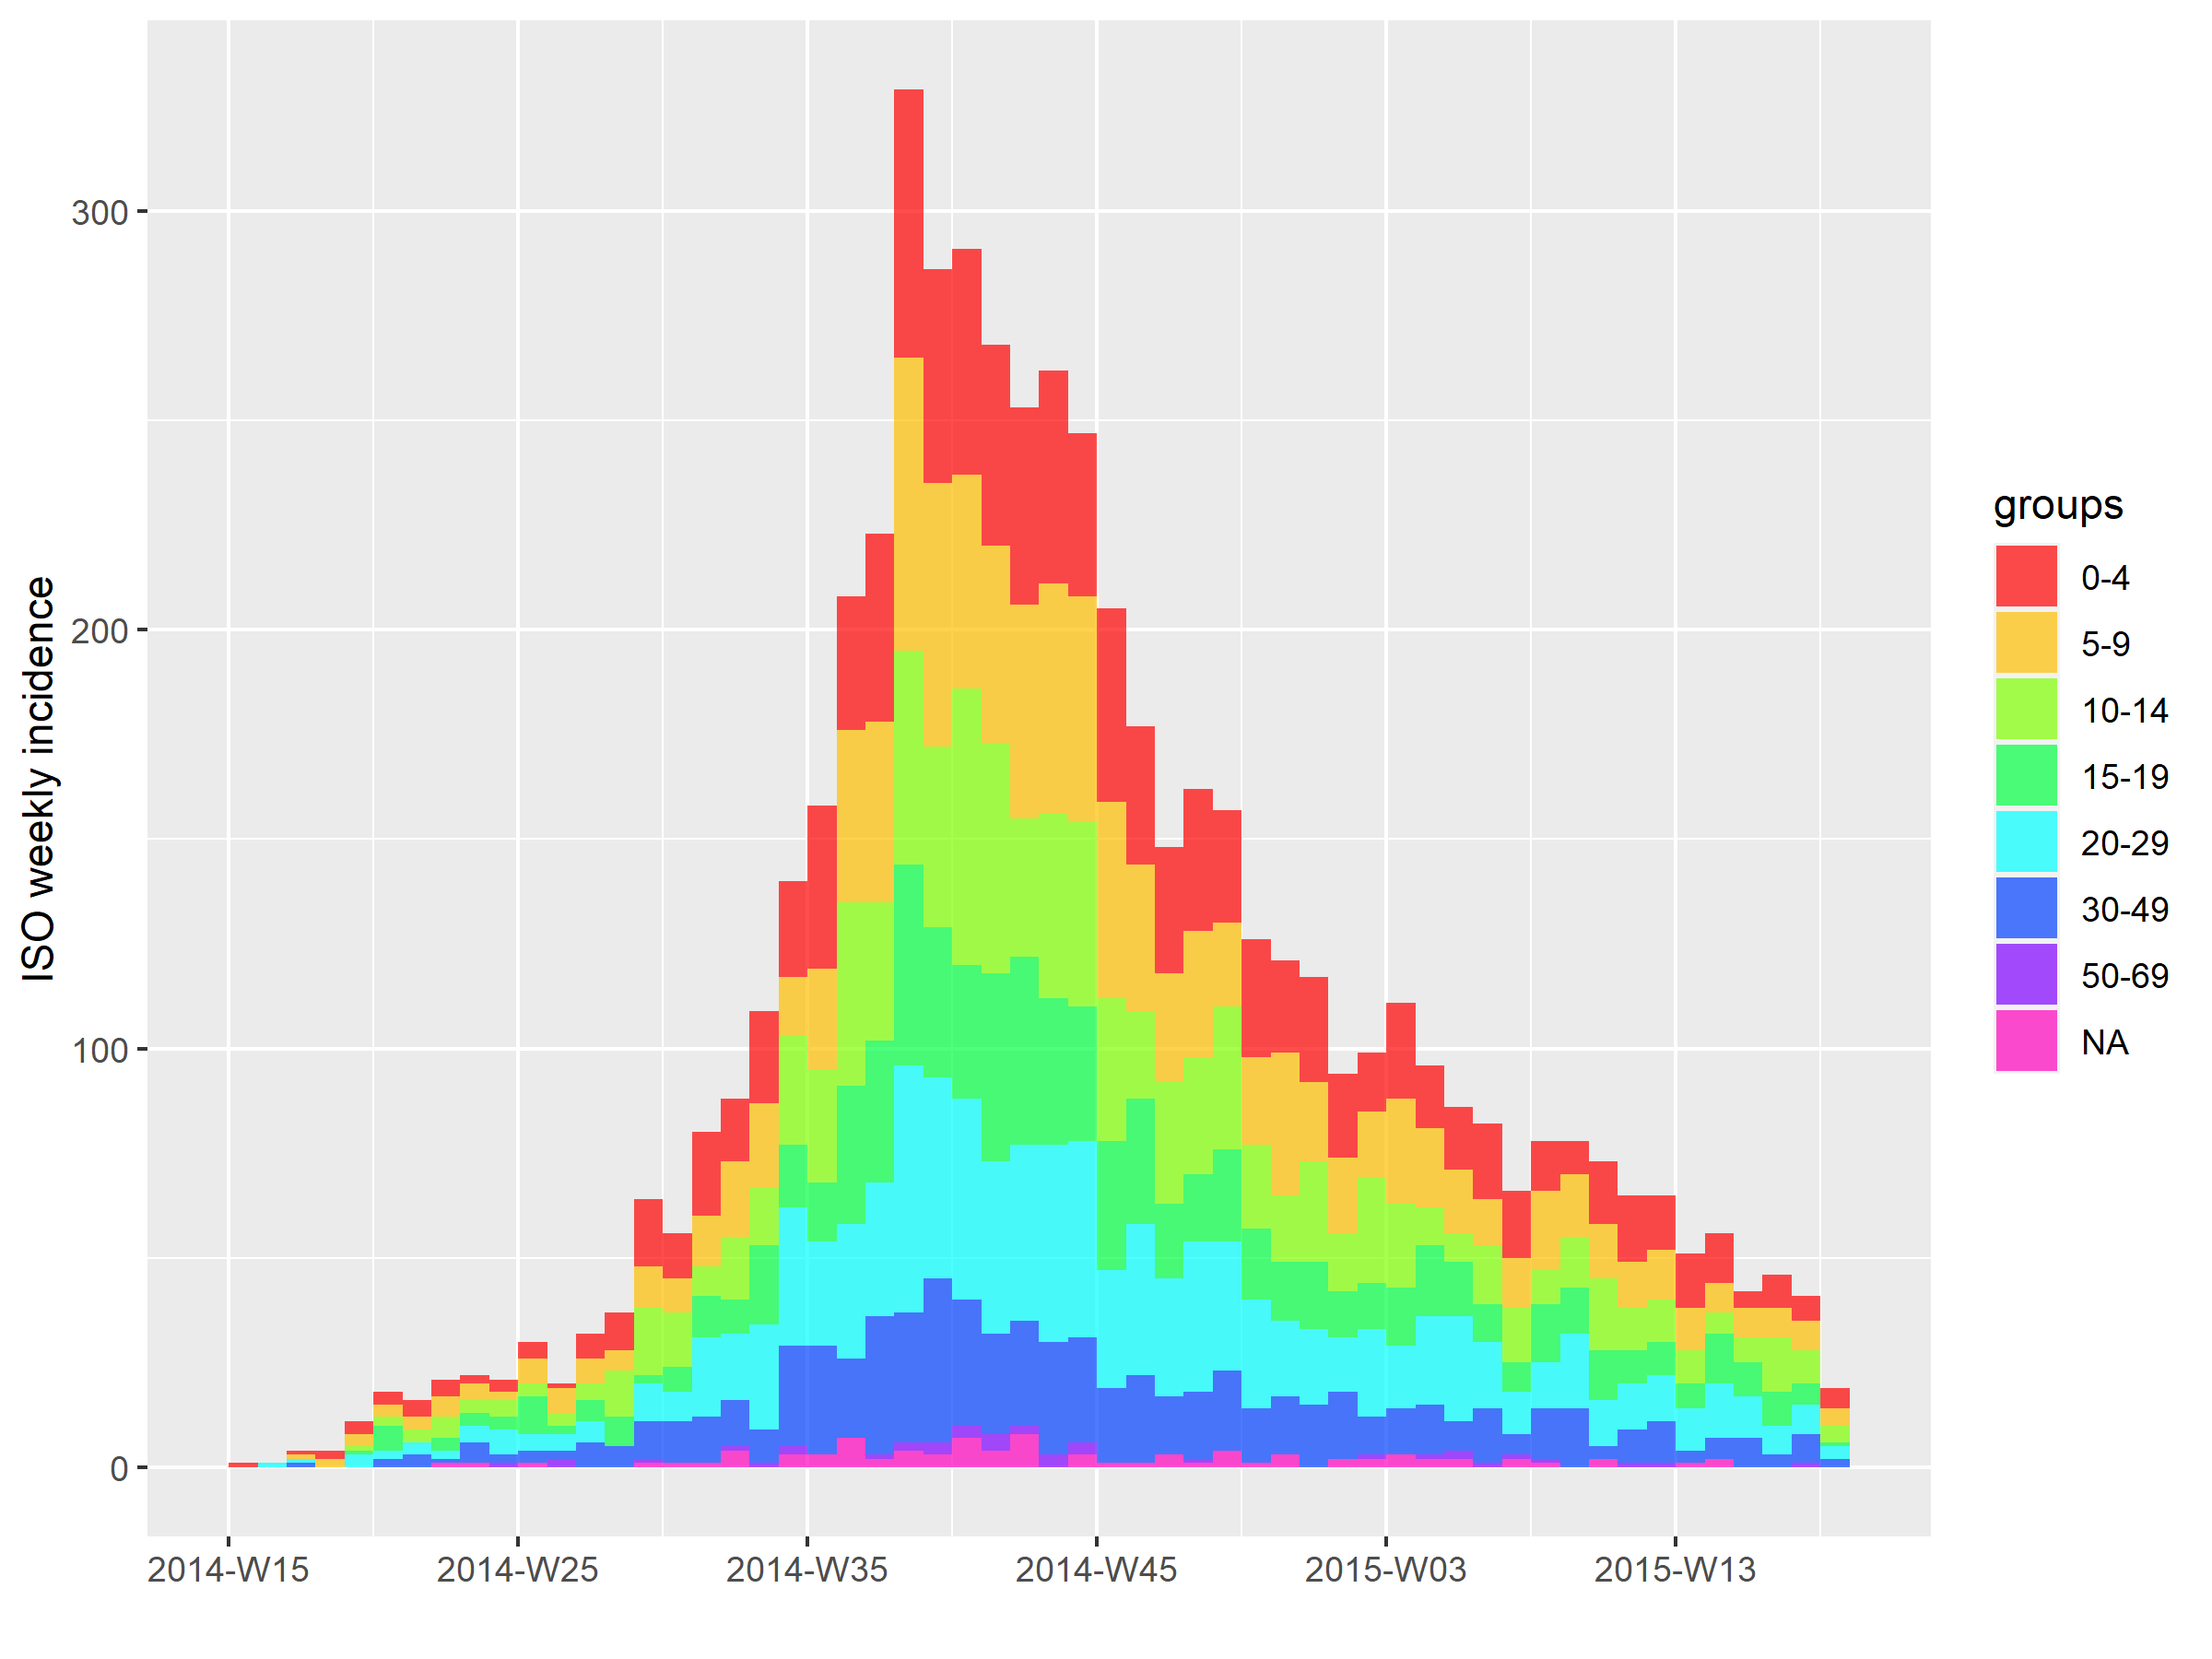 ISO weekly incidence
300
200
100
0
2014-W15
2014-W25
2014-W35
2014-W45
2015-W03
2015-W13
groups
0-4
5-9
10-14
15-19
20-29
30-49
50-69
NA